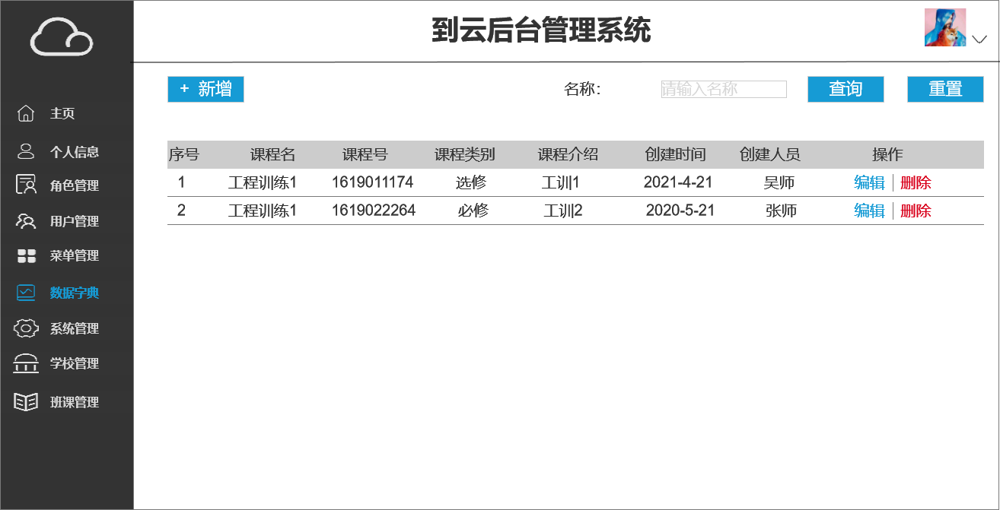 到云后台管理系统
主页
个人信息
角色管理
用户管理
菜单管理
数据字典
系统管理
学校管理
班课管理
+ 新增 名称: 请输入名称 查询 重置
序号 课程名 课程号 课程类别 课程介绍 创建时间 创建人员 操作
1 工程训练1 1619011174 选修 工训1 2021-4-21 吴师 编辑 删除
2 工程训练1 1619022264 必修 工训2 2020-5-21 张师 编辑 删除